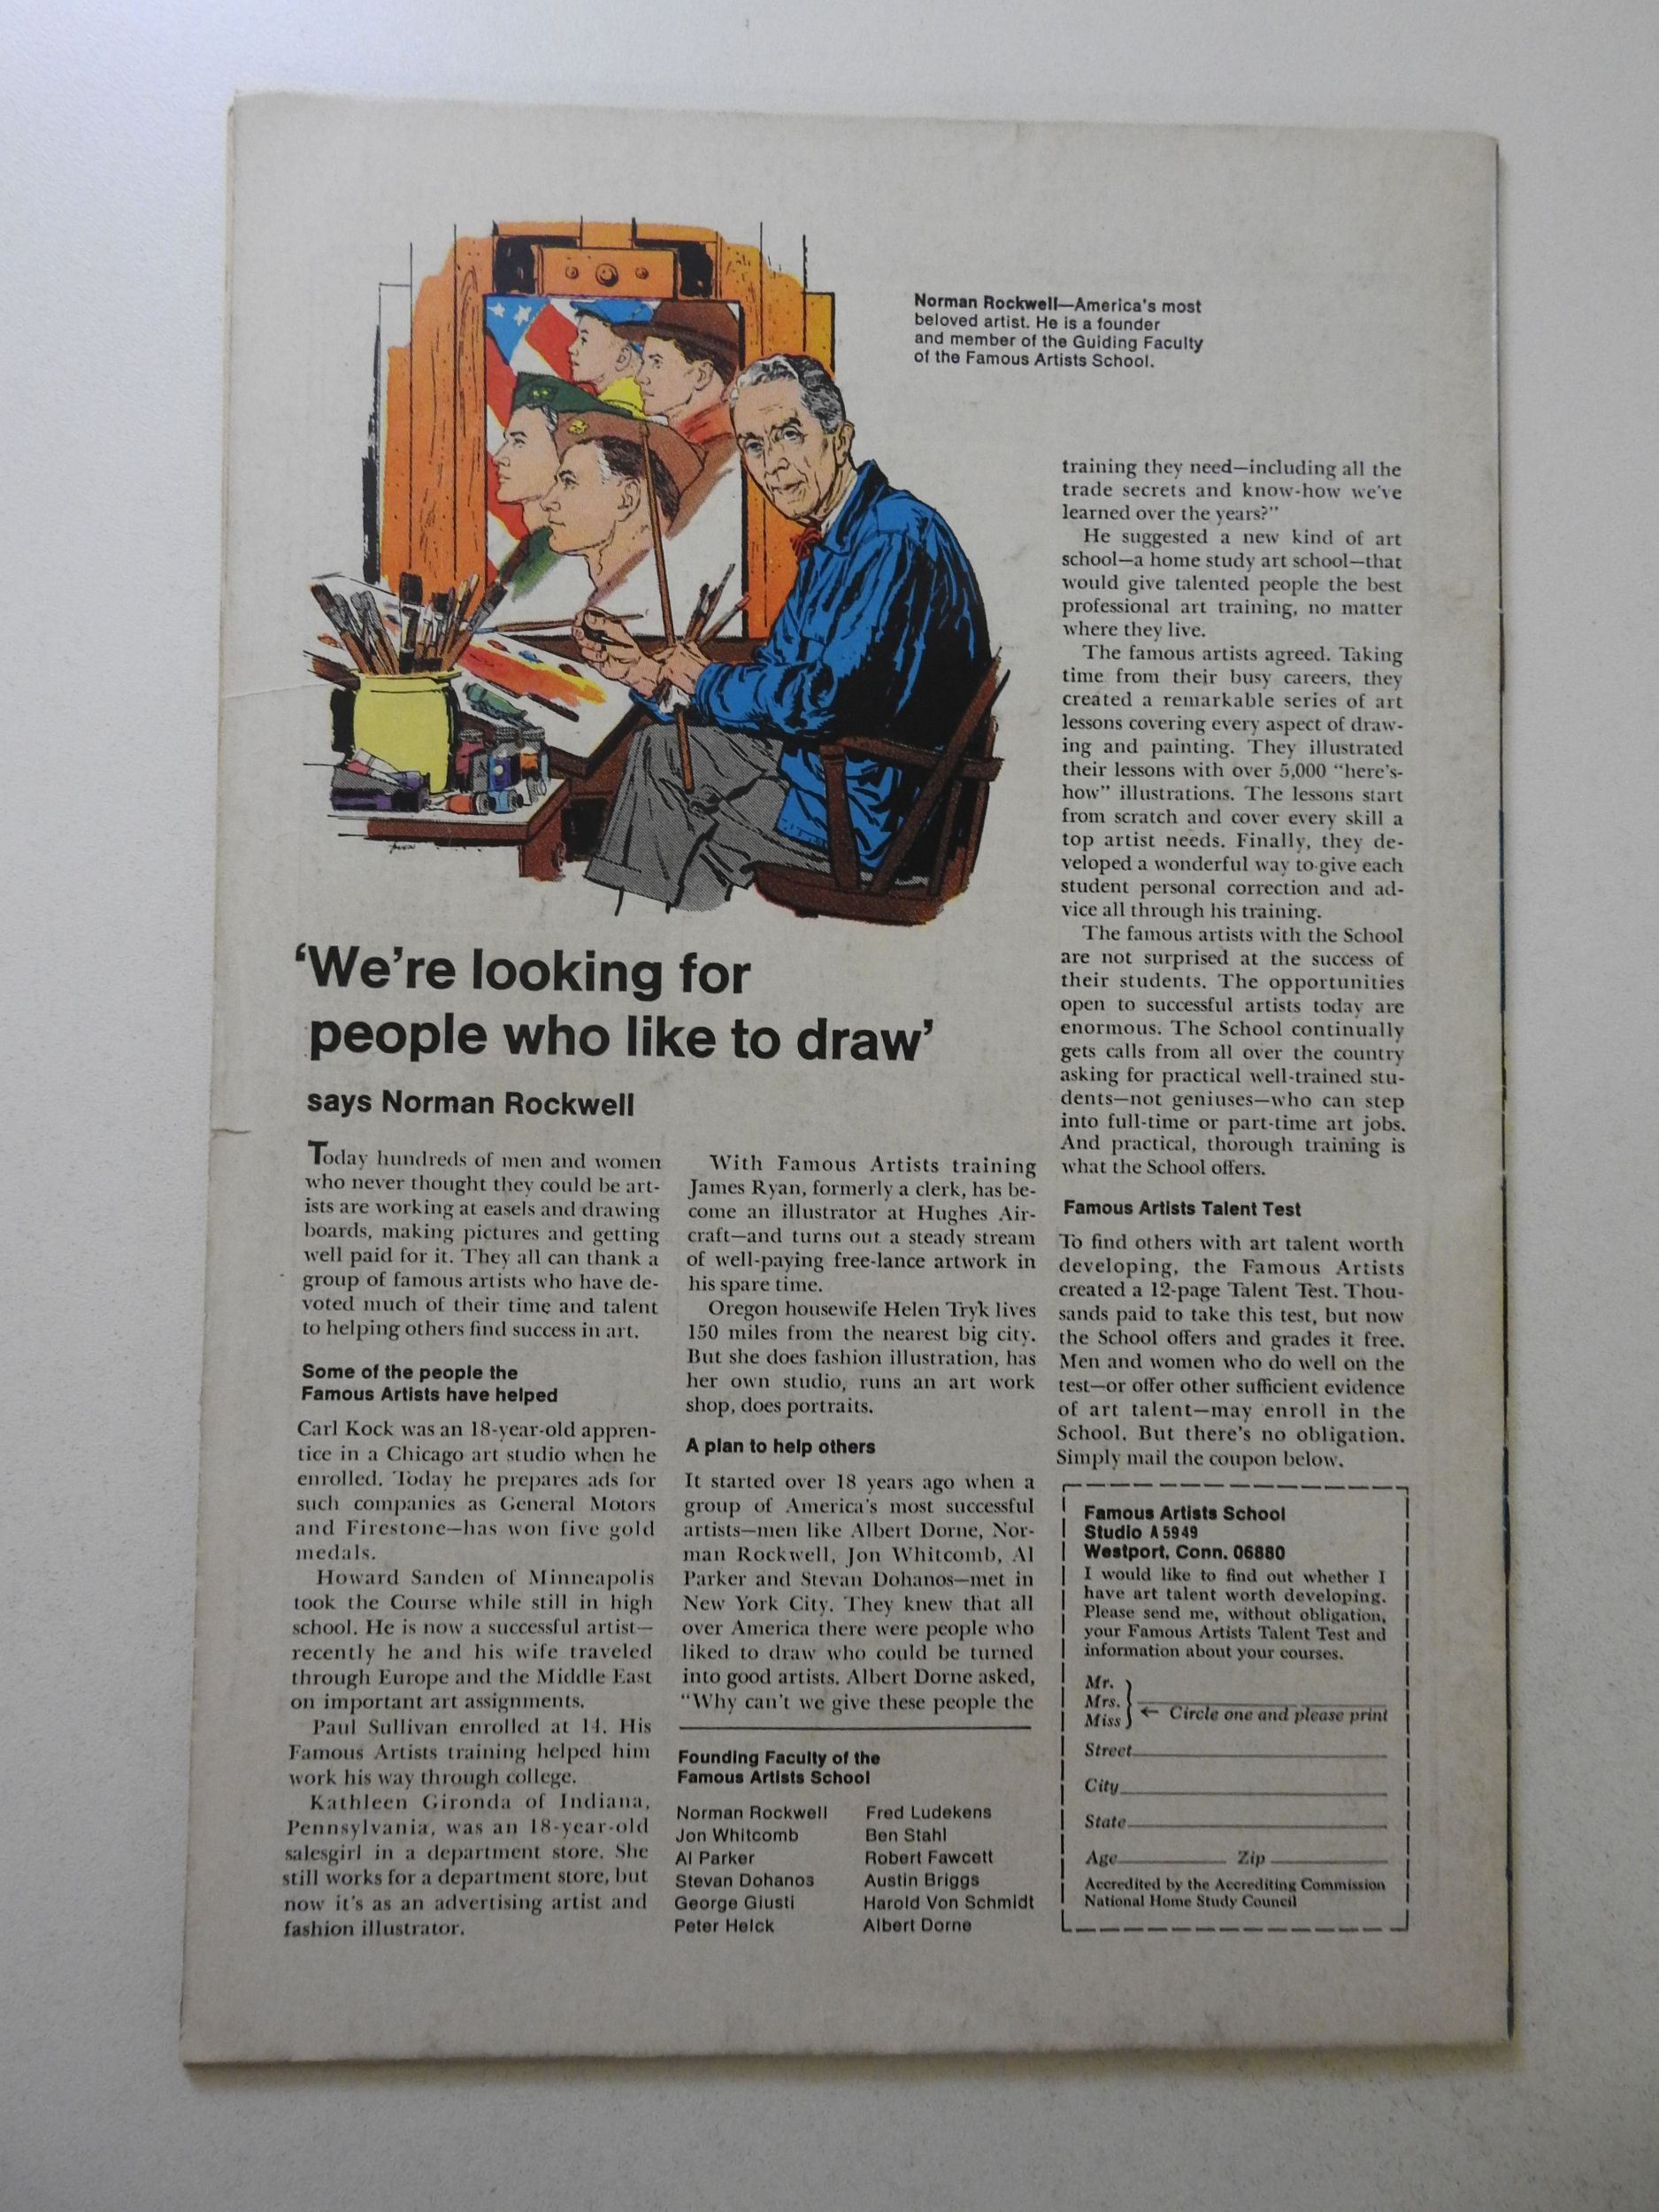 Norman Rockwell—America's most
beloved artist. He is a founder
and member of the Guiding Faculty
of the Famous Artists School.
'We're looking for
people who like to draw'
says Norman Rockwell
Today hundreds of men and women
who never thought they could be art-
ists are working at easels and drawing
boards, making pictures and getting
well paid for it. They all can thank a
group of famous artists who have de-
voted much of their time and talent
to helping others find success in art.
Some of the people the
Famous Artists have helped
Carl Kock was an 18-year-old appren-
tice in a Chicago art studio when he
enrolled. Today he prepares ads for
such companies as General Motors
and Firestone—has won five gold
medals.
Howard Sanden of Minneapolis
took the Course while still in high
school. He is now a successful artist—
recently he and his wife traveled
through Europe and the Middle East
on important art assignments.
Paul Sullivan enrolled at 14. His
Famous Artists training helped him
work his way through college.
Kathleen Gironda of Indiana,
Pennsylvania, was an 18-year-old
salesgirl in a department store. She
still works for a department store, but
now it's as an advertising artist and
fashion illustrator.
With Famous Artists training
James Ryan, formerly a clerk, has be-
come an illustrator at Hughes Air-
craft—and turns out a steady stream
of well-paying free-lance artwork in
his spare time.
Oregon housewife Helen Tryk lives
150 miles from the nearest big city.
But she does fashion illustration, has
her own studio, runs an art work
shop, does portraits.
A plan to help others
It started over 18 years ago when a
group of America's most successful
artists—men like Albert Dorne, Nor-
man Rockwell, Jon Whitcomb, Al
Parker and Stevan Dohanos—met in
New York City. They knew that all
over America there were people who
liked to draw who could be turned
into good artists. Albert Dorne asked,
"Why can't we give these people the
Founding Faculty of the
Famous Artists School
Norman Rockwell
Jon Whitcomb
Al Parker
Stevan Dohanos
George Giusti
Peter Helck
Fred Ludekens
Ben Stahl
Robert Fawcett
Austin Briggs
Harold Von Schmidt
Albert Dorne
training they need—including all the
trade secrets and know-how we've
learned over the years?"
He suggested a new kind of art
school—a home study art school—that
would give talented people the best
professional art training, no matter
where they live.
The famous artists agreed. Taking
time from their busy careers, they
created a remarkable series of art
lessons covering every aspect of draw-
ing and painting. They illustrated
their lessons with over 5,000 "here's-
how" illustrations. The lessons start
from scratch and cover every skill a
top artist needs. Finally, they de-
veloped a wonderful way to give each
student personal correction and ad-
vice all through his training.
The famous artists with the School
are not surprised at the success of
their students. The opportunities
open to successful artists today are
enormous. The School continually
gets calls from all over the country
asking for practical well-trained stu-
dents—not geniuses—who can step
into full-time or part-time art jobs.
And practical, thorough training is
what the School offers.
Famous Artists Talent Test
To find others with art talent worth
developing, the Famous Artists
created a 12-page Talent Test. Thou-
sands paid to take this test, but now
the School offers and grades it free.
Men and women who do well on the
test—or offer other sufficient evidence
of art talent—may enroll in the
School. But there's no obligation.
Simply mail the coupon below.
Famous Artists School
Studio A5949
Westport, Conn. 06880
I would like to find out whether I
have art talent worth developing.
Please send me, without obligation,
your Famous Artists Talent Test and
information about your courses.
Mr.
Mrs.
Miss
← Circle one and please print
Street
City
State
Age Zip
Accredited by the Accrediting Commission
National Home Study Council